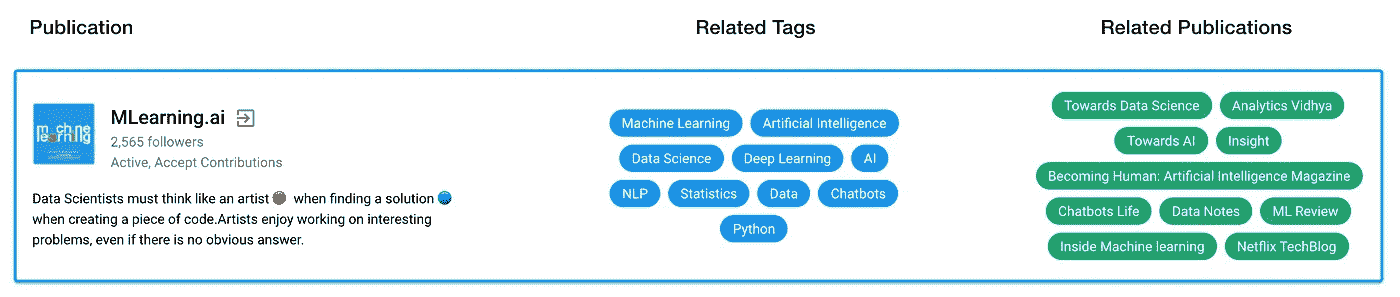 Publication
Related Tags
Related Publications
MLearning.ai
2,565 followers
Active, Accept Contributions
Data Scientists must think like an artist when finding a solution
when creating a piece of code.Artists enjoy working on interesting
problems, even if there is no obvious answer.
Machine Learning Artificial Intelligence
Data Science Deep Learning AI
NLP Statistics Data Chatbots
Python
Towards Data Science Analytics Vidhya
Towards AI Insight
Becoming Human: Artificial Intelligence Magazine
Chatbots Life Data Notes ML Review
Inside Machine learning Netflix TechBlog